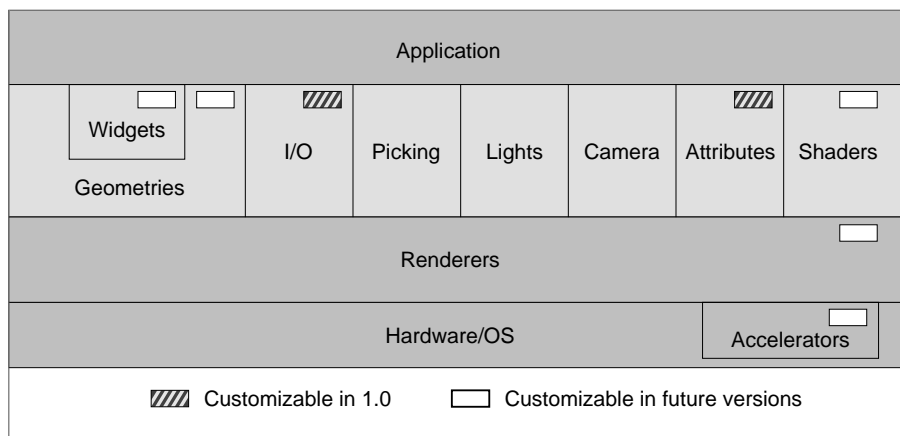 Application
Widgets
Geometries
I/O
Picking
Lights
Camera
Attributes
Shaders
Renderers
Hardware/OS
Accelerators
Customizable in 1.0
Customizable in future versions